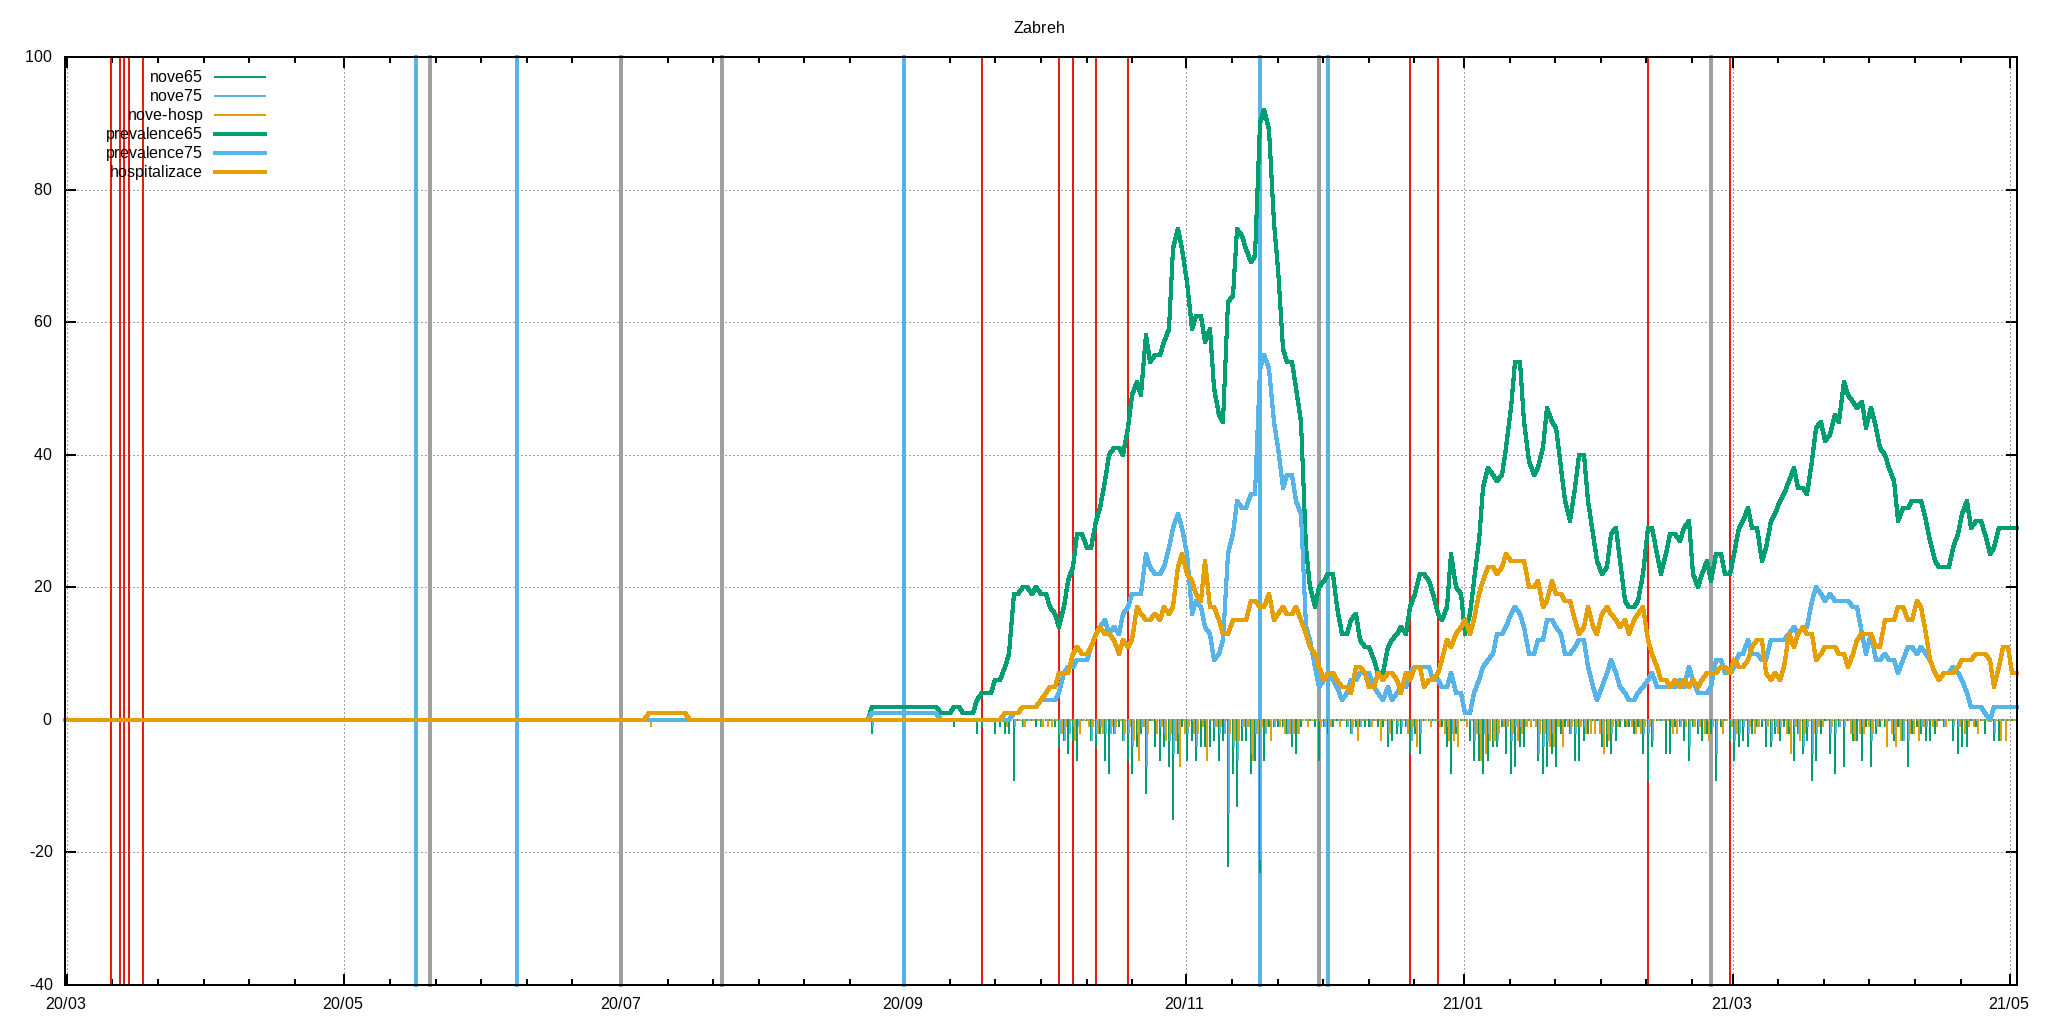 Zabreh
100
nove65
nove75
nove-hosp
prevalence65
prevalence75
hospitalizace
80
60
40
20
0
-20
-40
20/03 20/05 20/07 20/09 20/11 21/01 21/03 21/05